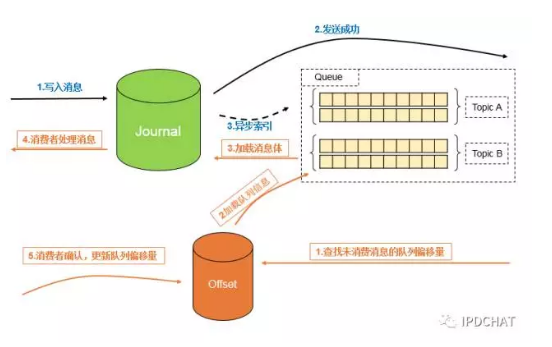 2.发送成功
Queue
1.写入消息
Topic A
Journal
3.异步索引
4.消费者处理消息
3.加载消息体
Topic B
2加载队列信息
5.消费者确认，更新队列偏移量
1.查找未消费消息的队列偏移量
Offset
IPDCHAT